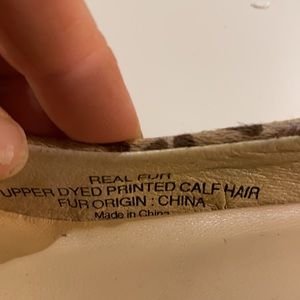 REAL FUR
UPPER DYED PRINTED CALF HAIR
FUR ORIGIN : CHINA
Made in China